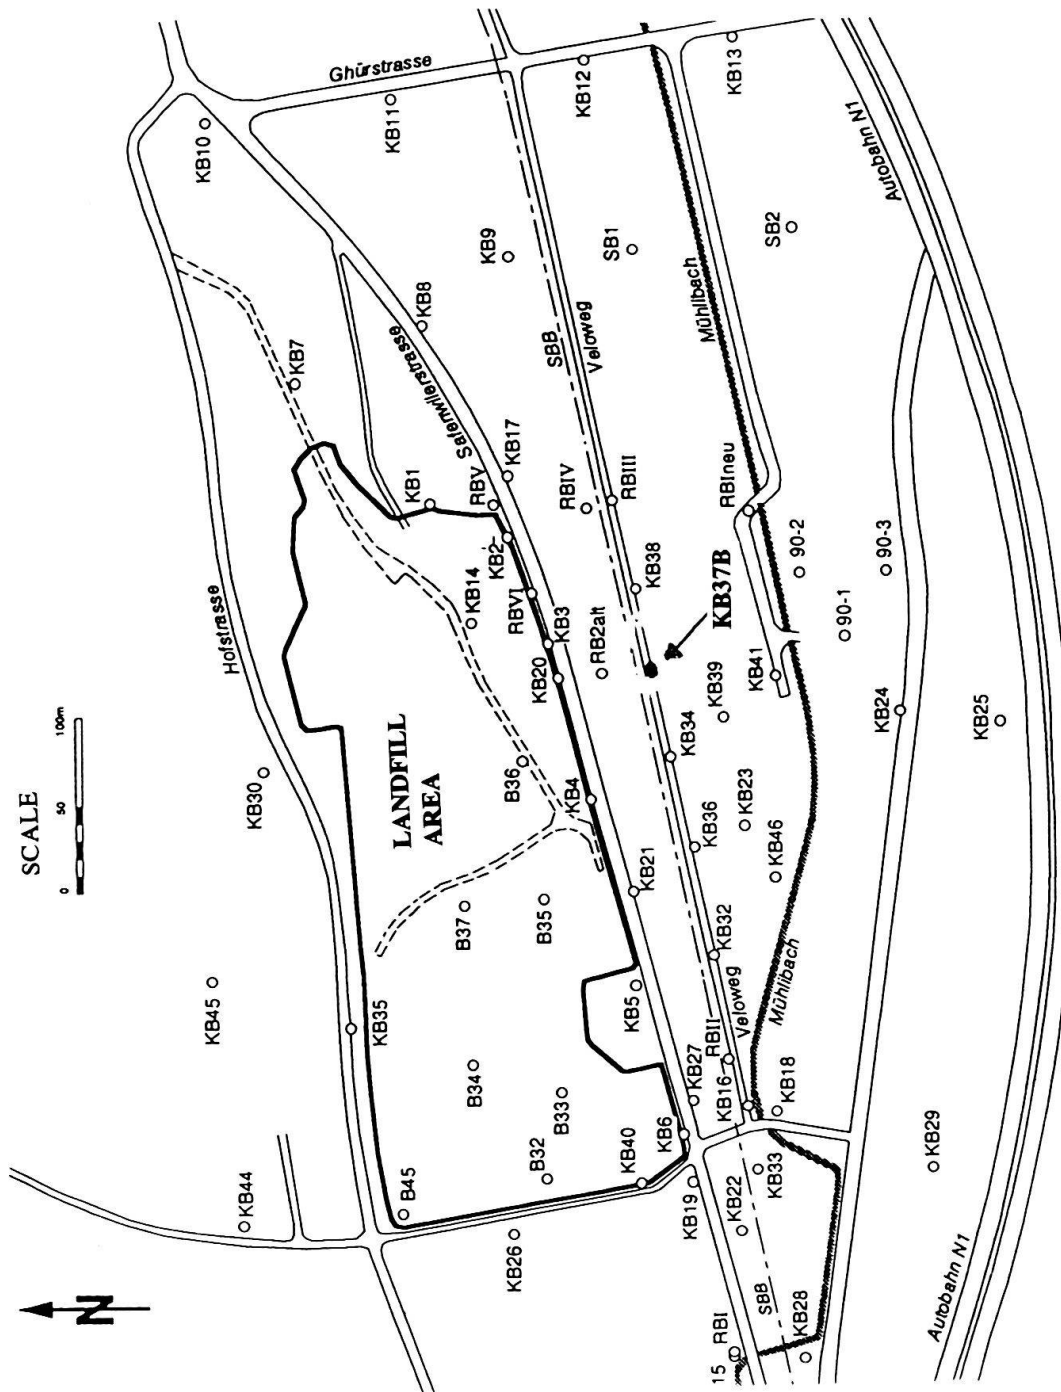 SCALE
0
50
100m
N
Ghürstrasse
KB10
KB11
KB12
KB13
KB9
SB1
SB2
KB7
KB8
Safenwilerstrasse
SBB
Veloweg
Mühlibach
Autobahn N1
Hofstrasse
KB1
RBV
KB17
RBIV
RBIII
RBIneu
KB2
KB14
RBVI
KB3
KB20
RB2alt
KB38
KB37B
90-2
90-3
90-1
KB41
KB39
KB34
KB24
KB25
KB30
LANDFILL
AREA
B36
KB4
KB23
KB36
KB46
KB21
B37
B35
KB32
KB45
KB35
KB5
RBII
Veloweg
Mühlibach
B34
B33
KB27
KB16
KB18
KB6
B32
KB40
KB44
B45
KB26
KB19
KB22
KB33
KB29
RBI
15
SBB
KB28
Autobahn N1